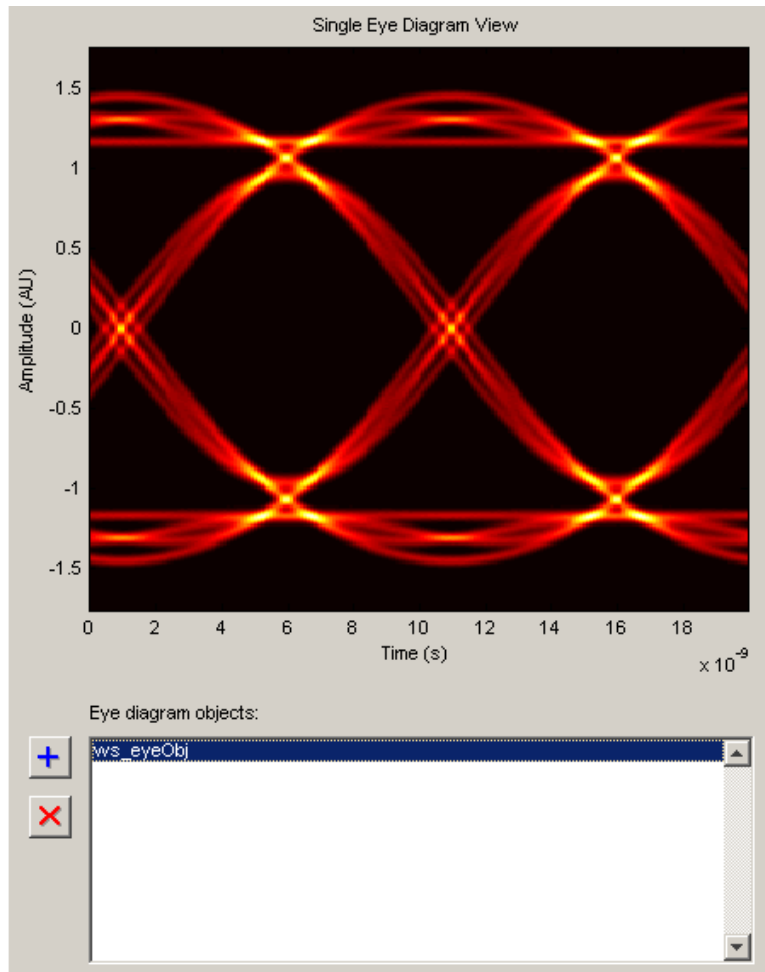 Single Eye Diagram View
1.5
1
0.5
0
-0.5
-1
-1.5
Amplitude (AU)
0 2 4 6 8 10 12 14 16 18
Time (s)
x 10⁻⁹
Eye diagram objects:
ws_eyeObj